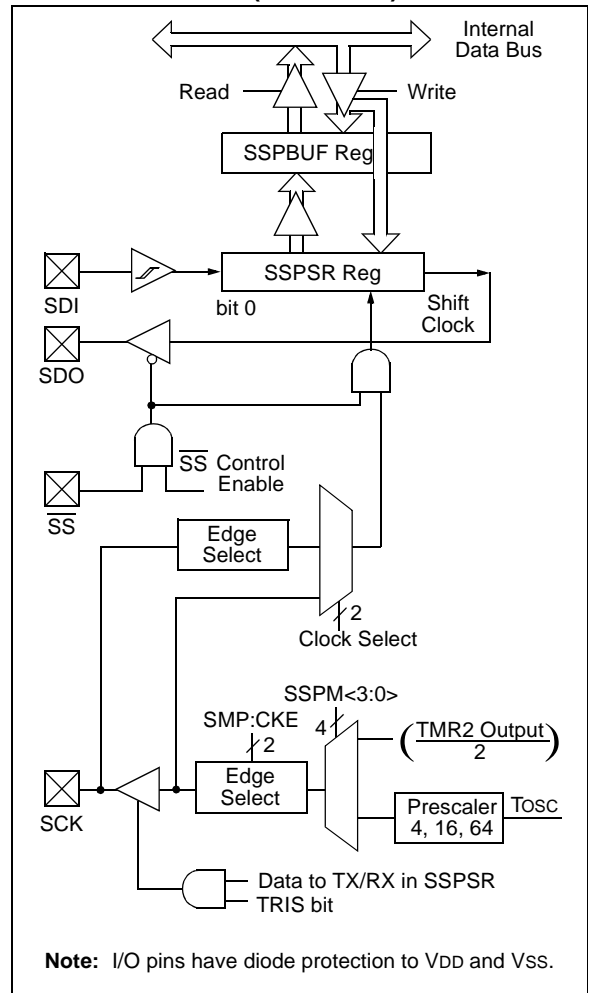 Internal
Data Bus
Read
Write
SSPBUF Reg
SSPSR Reg
SDI
bit 0
Shift
Clock
SDO
SS Control
Enable
SS
Edge
Select
2
Clock Select
SSPM<3:0>
SMP:CKE
4
2
(TMR2 Output
2)
Edge
Select
Prescaler
4, 16, 64
TOSC
SCK
Data to TX/RX in SSPSR
TRIS bit
Note: I/O pins have diode protection to VDD and VSS.